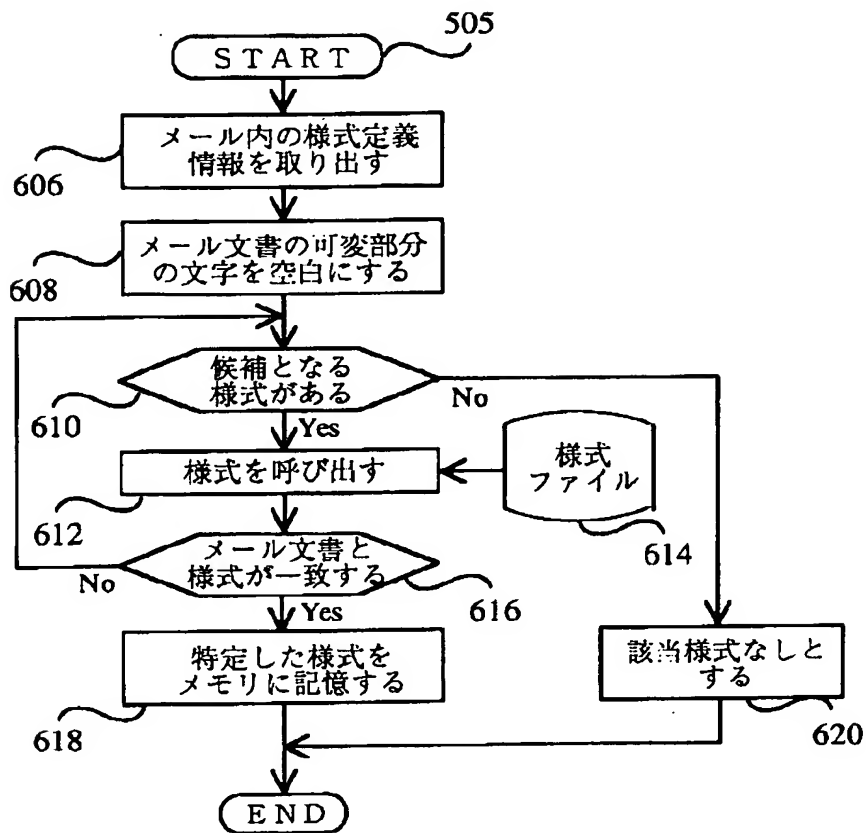 START
505
メール内の様式定義
情報を取り出す
606
メール文書の可変部分
の文字を空白にする
608
候補となる
様式がある
610
No
Yes
様式を呼び出す
612
様式
ファイル
614
メール文書と
様式が一致する
No
616
Yes
特定した様式を
メモリに記憶する
618
該当様式なしと
する
620
END